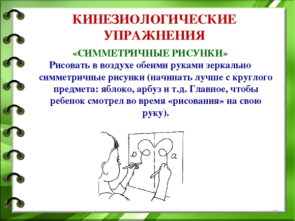 КИНЕЗИОЛОГИЧЕСКИЕ
УПРАЖНЕНИЯ
«СИММЕТРИЧНЫЕ РИСУНКИ»
Рисовать в воздухе обеими руками зеркально
симметричные рисунки (начинать лучше с круглого
предмета: яблоко, арбуз и т.д. Главное, чтобы
ребенок смотрел во время «рисования» на свою
руку).